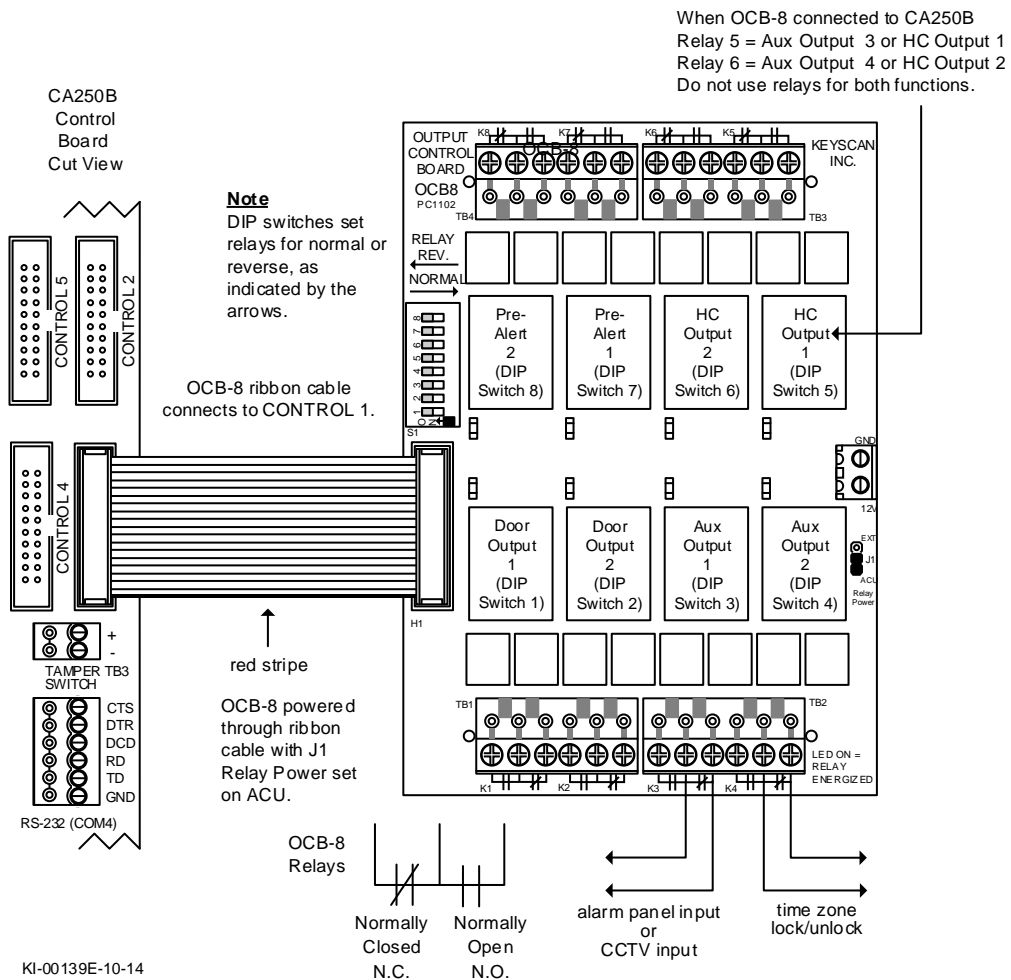 When OCB-8 connected to CA250B
Relay 5 = Aux Output 3 or HC Output 1
Relay 6 = Aux Output 4 or HC Output 2
Do not use relays for both functions.
CA250B
Control
Board
Cut View
Note
DIP switches set
relays for normal or
reverse, as
indicated by the
arrows.
OUTPUT
CONTROL
BOARD
OCB8
PC1102
K8
K7
K6
K5
OCB-8
KEYSCAN
INC.
TB4
TB3
RELAY
REV.
NORMAL
CONTROL 5
CONTROL 2
8
7
6
5
4
3
2
1
ON
S1
Pre-
Alert
2
(DIP
Switch 8)
Pre-
Alert
1
(DIP
Switch 7)
HC
Output
2
(DIP
Switch 6)
HC
Output
1
(DIP
Switch 5)
OCB-8 ribbon cable
connects to CONTROL 1.
GND
12V
CONTROL 4
Door
Output
1
(DIP
Switch 1)
Door
Output
2
(DIP
Switch 2)
Aux
Output
1
(DIP
Switch 3)
Aux
Output
2
(DIP
Switch 4)
EXT
J1
ACU
Relay
Power
H1
+
-
TAMPER TB3
SWITCH
red stripe
CTS
DTR
DCD
RD
TD
GND
RS-232 (COM4)
OCB-8 powered
through ribbon
cable with J1
Relay Power set
on ACU.
TB1
TB2
LED ON =
RELAY
ENERGIZED
K1
K2
K3
K4
OCB-8
Relays
Normally
Closed
N.C.
Normally
Open
N.O.
alarm panel input
or
CCTV input
time zone
lock/unlock
KI-00139E-10-14